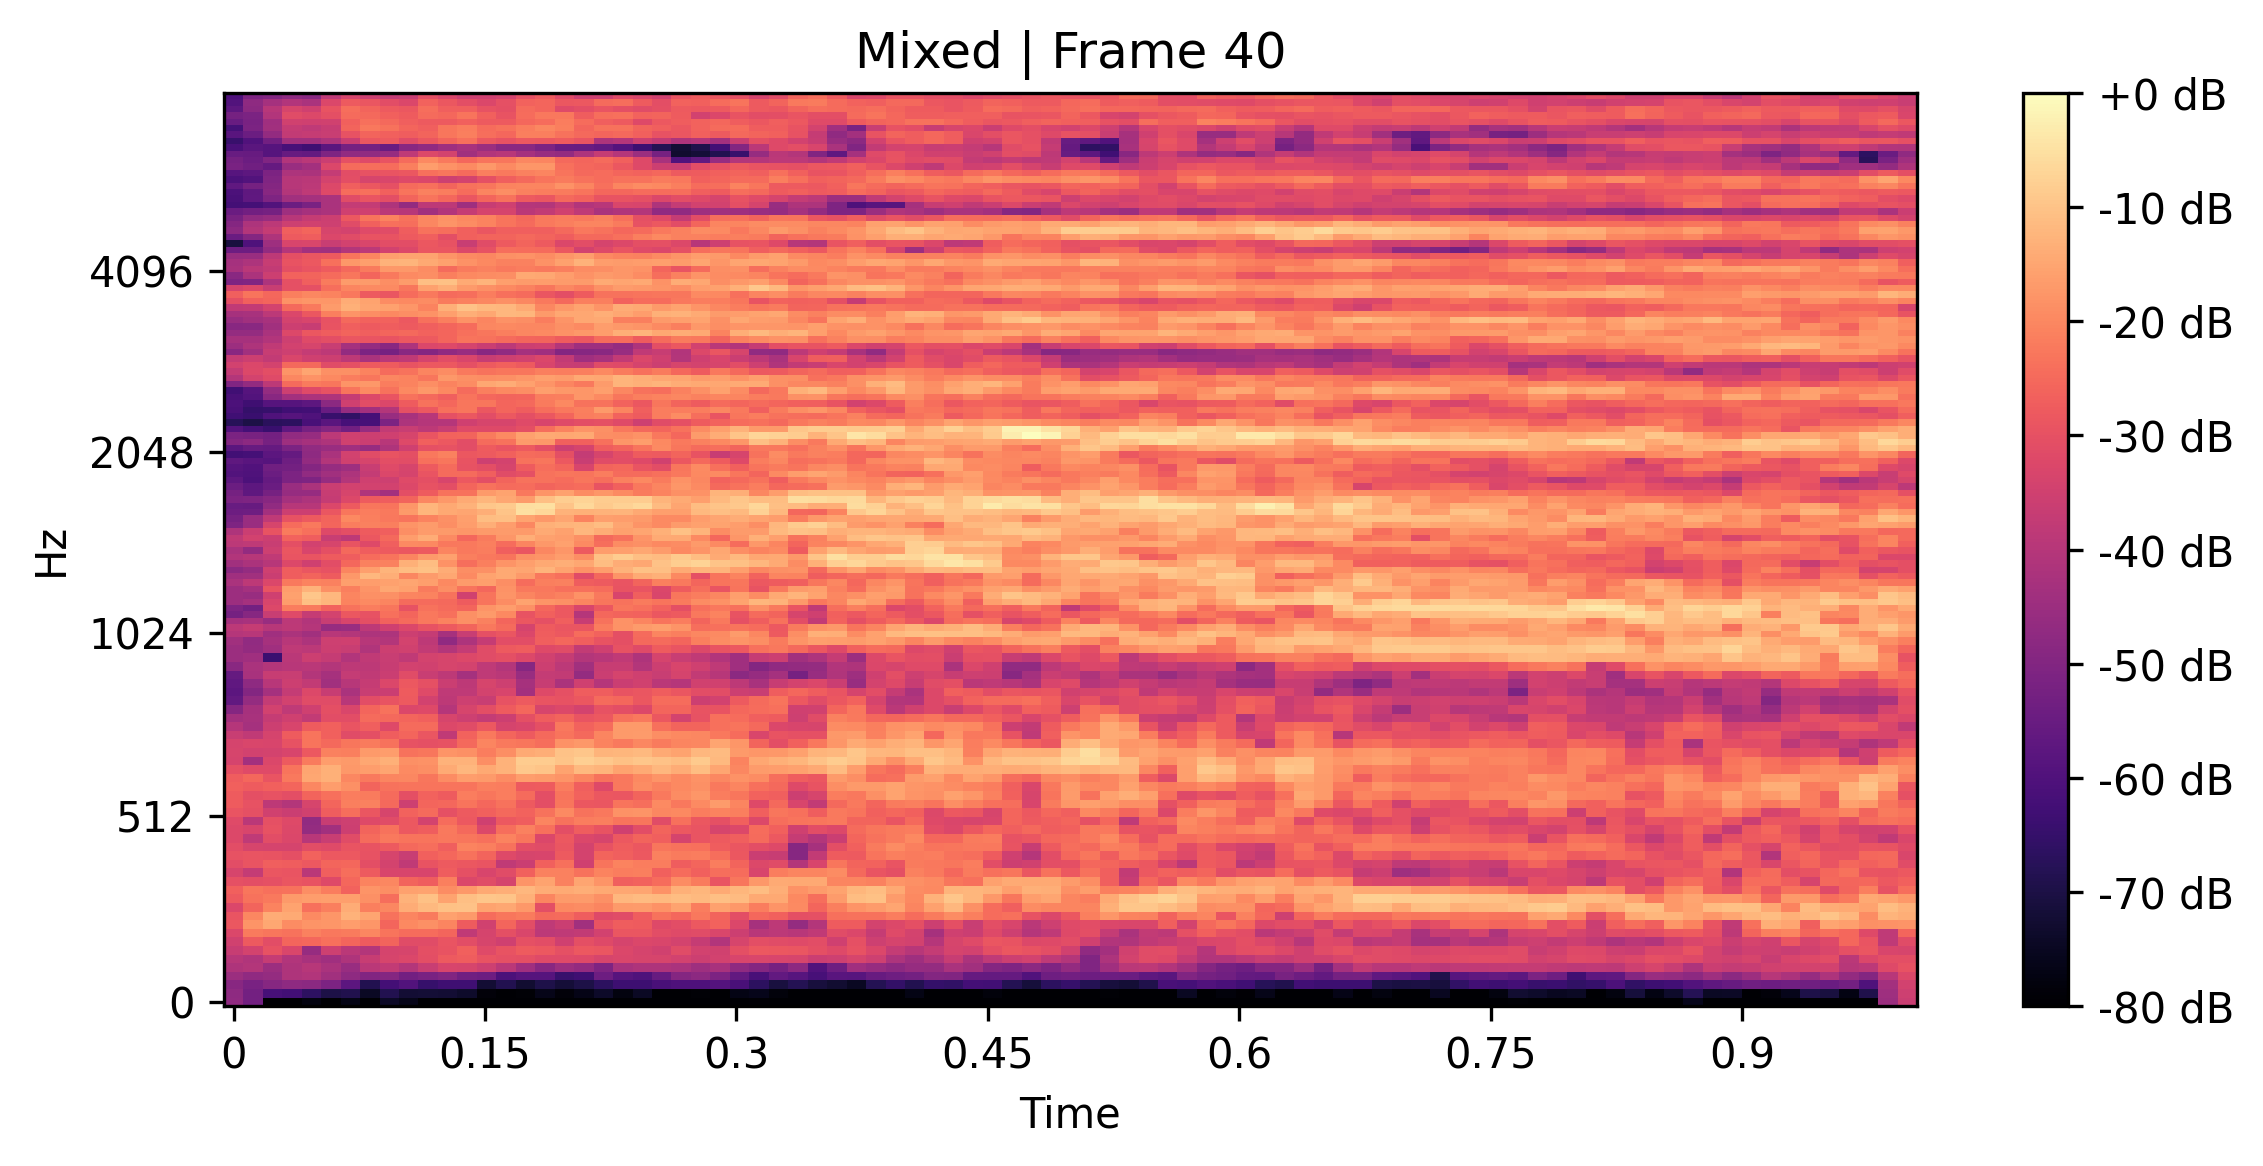 Mixed | Frame 40
Hz
4096
2048
1024
512
0
0 0.15 0.3 0.45 0.6 0.75 0.9
Time
+0 dB
-10 dB
-20 dB
-30 dB
-40 dB
-50 dB
-60 dB
-70 dB
-80 dB